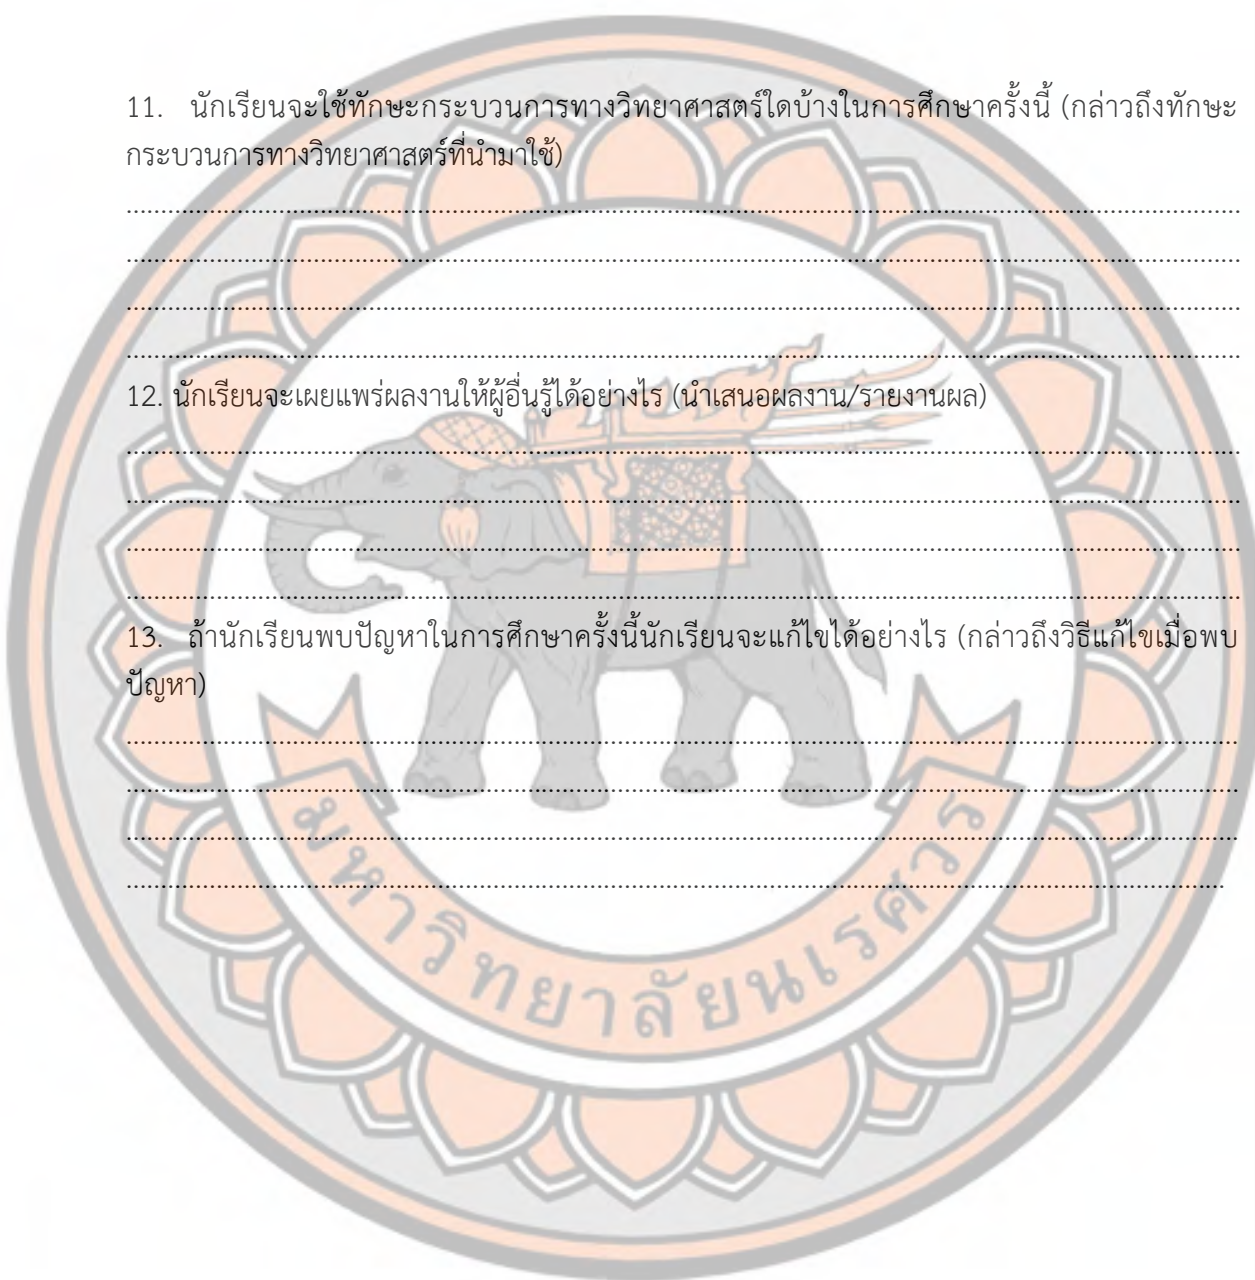 11. นักเรียนจะใช้ทักษะกระบวนการทางวิทยาศาสตร์ใดบ้างในการศึกษาครั้งนี้ (กล่าวถึงทักษะ
กระบวนการทางวิทยาศาสตร์ที่นำมาใช้)
12. นักเรียนจะเผยแพร่ผลงานให้ผู้อื่นรู้ได้อย่างไร (นำเสนอผลงาน/รายงานผล)
13. ถ้านักเรียนพบปัญหาในการศึกษาครั้งนี้นักเรียนจะแก้ไขได้อย่างไร (กล่าวถึงวิธีแก้ไขเมื่อพบ
ปัญหา)
มหาวิทยาลัยนเรศวร